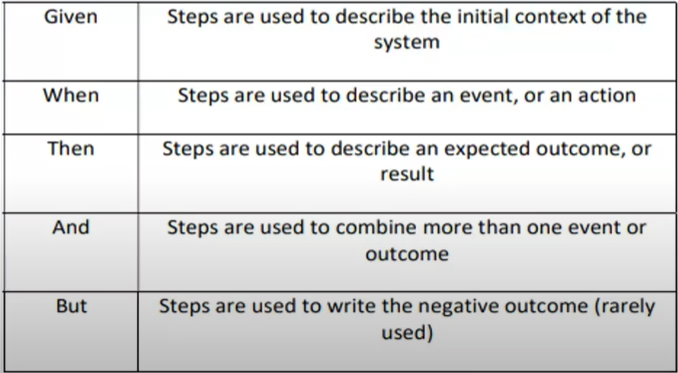 Given Steps are used to describe the initial context of the
system
When Steps are used to describe an event, or an action
Then Steps are used to describe an expected outcome, or
result
And Steps are used to combine more than one event or
outcome
But Steps are used to write the negative outcome (rarely
used)